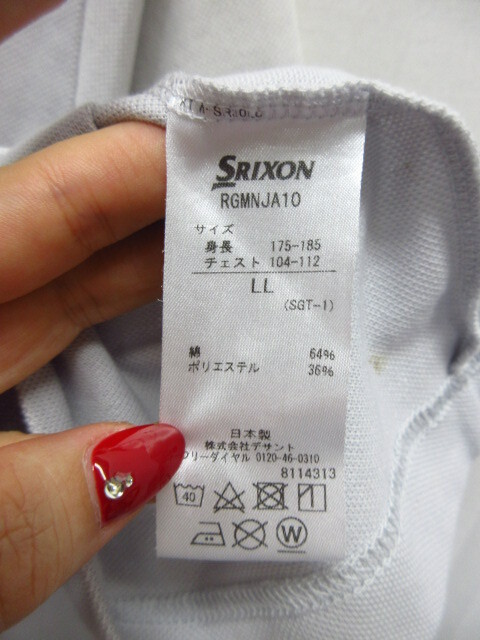 SRIXON
RGMNJA10
サイズ
身長 175-185
チェスト 104-112
LL
(SGT-1)
綿 64%
ポリエステル 36%
日本製
株式会社デサント
フリーダイヤル 0120-46-0310
8114313
40
W